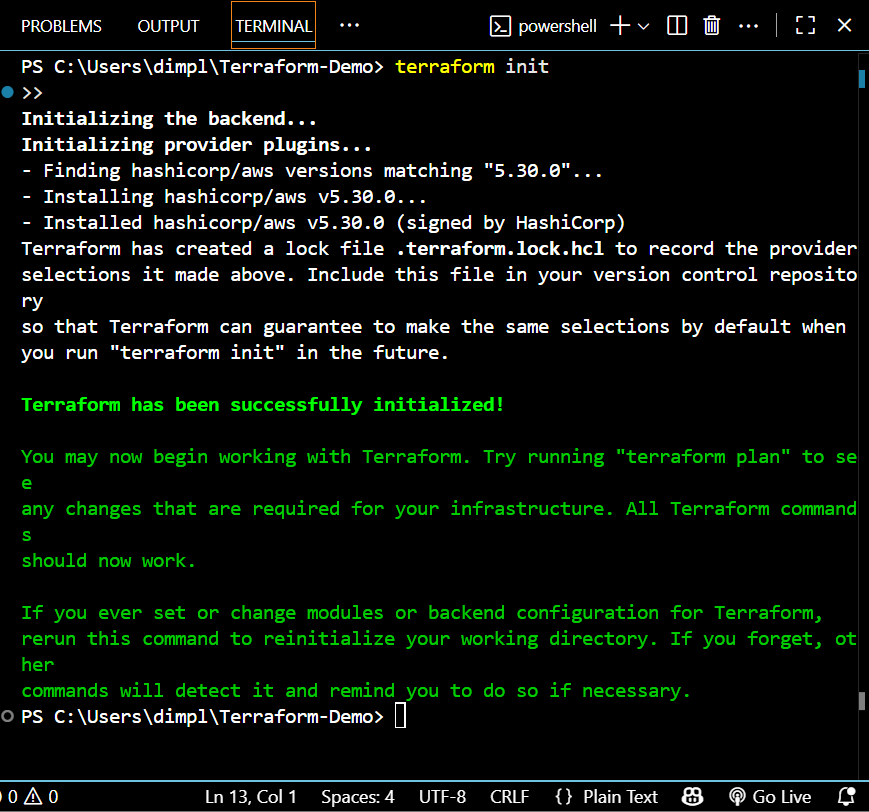 PROBLEMS OUTPUT TERMINAL ... powershell
PS C:\Users\dimpl\Terraform-Demo> terraform init
>>
Initializing the backend...
Initializing provider plugins...
- Finding hashicorp/aws versions matching "5.30.0"...
- Installing hashicorp/aws v5.30.0...
- Installed hashicorp/aws v5.30.0 (signed by HashiCorp)
Terraform has created a lock file .terraform.lock.hcl to record the provider
selections it made above. Include this file in your version control reposito
ry
so that Terraform can guarantee to make the same selections by default when
you run "terraform init" in the future.
Terraform has been successfully initialized!
You may now begin working with Terraform. Try running "terraform plan" to se
e
any changes that are required for your infrastructure. All Terraform command
s
should now work.
If you ever set or change modules or backend configuration for Terraform,
rerun this command to reinitialize your working directory. If you forget, ot
her
commands will detect it and remind you to do so if necessary.
PS C:\Users\dimpl\Terraform-Demo>
0 0 Ln 13, Col 1 Spaces: 4 UTF-8 CRLF {} Plain Text Go Live